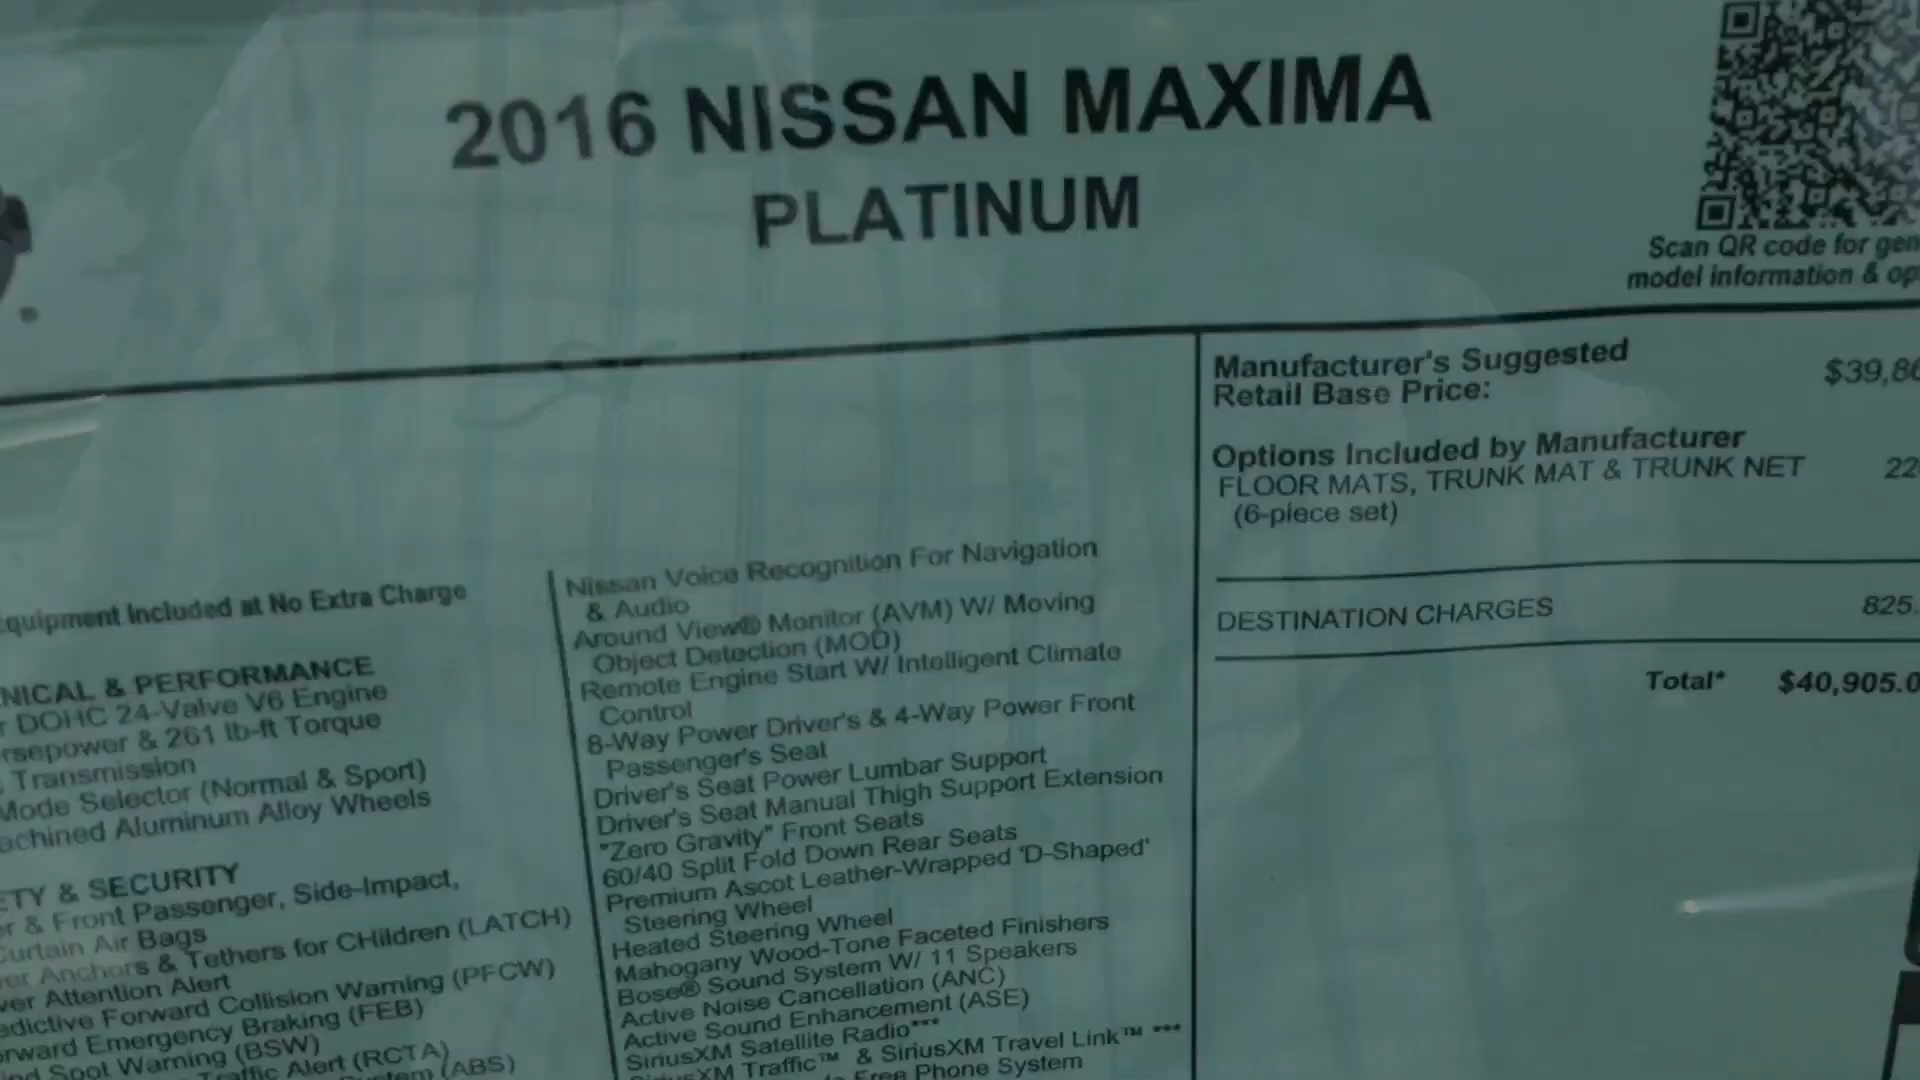 2016 NISSAN MAXIMA
PLATINUM
Scan QR code for
model information &
Manufacturer's Suggested
Retail Base Price:
$39,86
Options Included by Manufacturer
FLOOR MATS, TRUNK MAT & TRUNK NET
22
(6-piece set)
DESTINATION CHARGES
825.
Total*
$40,905.0
quipment Included at No Extra Charge
NICAL & PERFORMANCE
r DOHC 24-Valve V6 Engine
rsepower & 261 lb-ft Torque
Transmission
Mode Selector (Normal & Sport)
achined Aluminum Alloy Wheels
ETY & SECURITY
er & Front Passenger, Side-Impact,
Curtain Air Bags
ver Anchors & Tethers for CHildren (LATCH)
ver Attention Alert
edictive Forward Collision Warning (PFCW)
orward Emergency Braking (FEB)
nd Spot Warning (BSW)
Traffic Alert (RCTA)
(ABS)
Nissan Voice Recognition For Navigation
& Audio
Around View® Monitor (AVM) W/ Moving
Object Detection (MOD)
Remote Engine Start W/ Intelligent Climate
Control
8-Way Power Driver's & 4-Way Power Front
Passenger's Seat
Driver's Seat Power Lumbar Support
Driver's Seat Manual Thigh Support Extension
"Zero Gravity" Front Seats
60/40 Split Fold Down Rear Seats
Premium Ascot Leather-Wrapped 'D-Shaped'
Steering Wheel
Heated Steering Wheel
Mahogany Wood-Tone Faceted Finishers
Bose® Sound System W/ 11 Speakers
Active Noise Cancellation (ANC)
Active Sound Enhancement (ASE)
SiriusXM Satellite Radio***
SiriusXM Traffic™ & SiriusXM Travel Link™ ***
Free Phone System